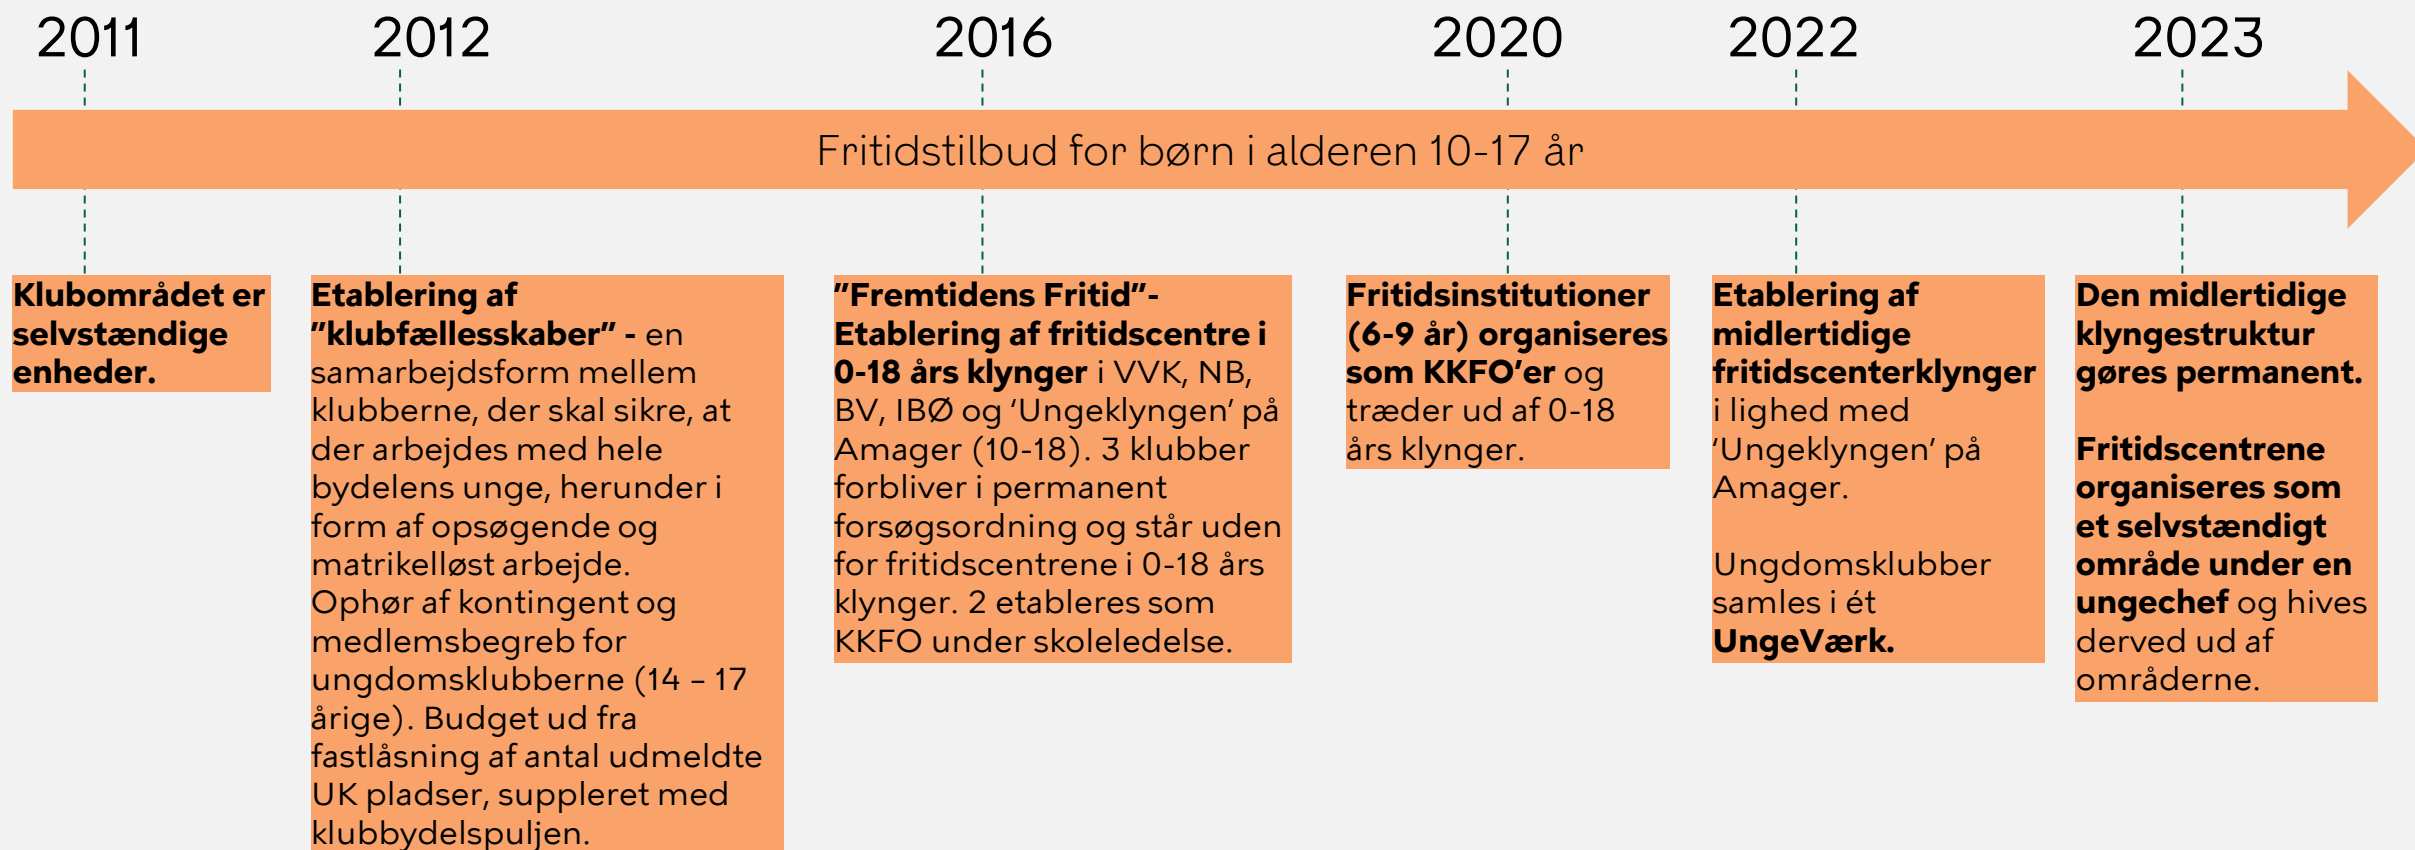 2011
2012
2016
2020
2022
2023
Fritidstilbud for børn i alderen 10-17 år
Klubområdet er
selvstændige
enheder.
Etablering af
”klubfællesskaber” - en
samarbejdsform mellem
klubberne, der skal sikre, at
der arbejdes med hele
bydelens unge, herunder i
form af opsøgende og
matrikelløst arbejde.
Ophør af kontingent og
medlemsbegreb for
ungdomsklubberne (14 – 17
årige). Budget ud fra
fastlåsning af antal udmeldte
UK pladser, suppleret med
klubbydelspuljen.
”Fremtidens Fritid”-
Etablering af fritidscentre i
0-18 års klynger i VVK, NB,
BV, IBØ og ‘Ungeklyngen’ på
Amager (10-18). 3 klubber
forbliver i permanent
forsøgsordning og står uden
for fritidscentrene i 0-18 års
klynger. 2 etableres som
KKFO under skoleledelse.
Fritidsinstitutioner
(6-9 år) organiseres
som KKFO’er og
træder ud af 0-18
års klynger.
Etablering af
midlertidige
fritidscenterklynger
i lighed med
‘Ungeklyngen’ på
Amager.
Ungdomsklubber
samles i ét
UngeVærk.
Den midlertidige
klyngestruktur
gøres permanent.
Fritidscentrene
organiseres som
et selvstændigt
område under en
ungechef og hives
derved ud af
områderne.